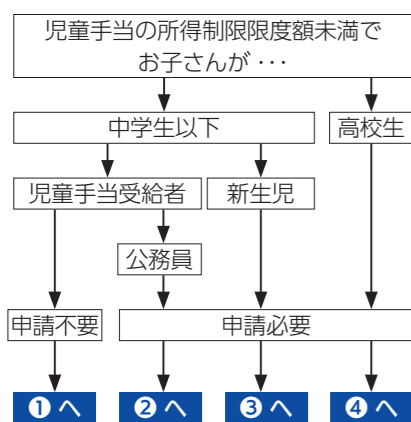 児童手当の所得制限限度額未満で
お子さんが ･･･
中学生以下
高校生
児童手当受給者
新生児
公務員
申請不要
申請必要
❶ へ
❷ へ
❸ へ
❹ へ